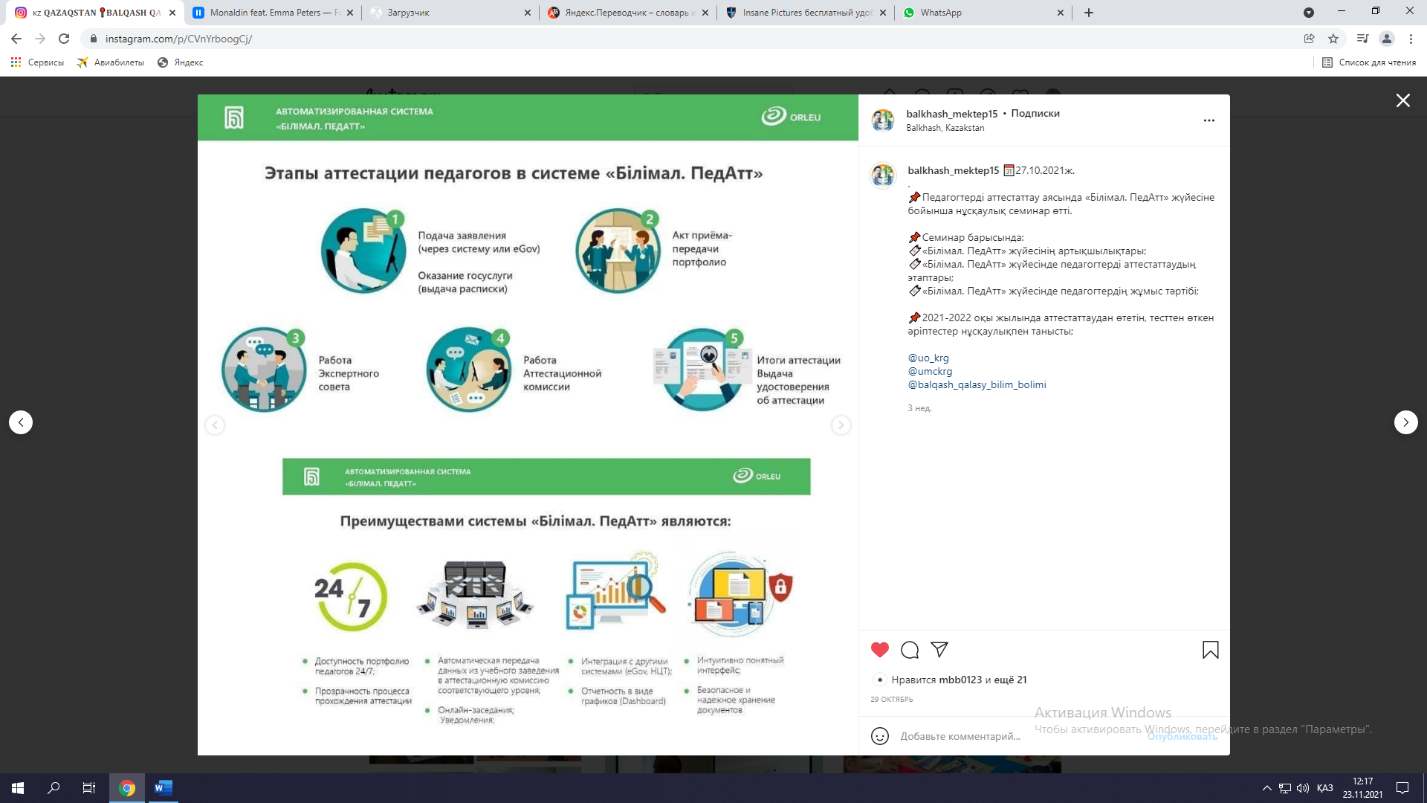 KZ QAZAQSTAN 📍BALQASH QA
Monaldin feat. Emma Peters — F
Загрузчик
Яндекс.Переводчик – словарь и
Insane Pictures бесплатный удоб
WhatsApp
instagram.com/p/CVnYrboogCj/
Сервисы
Авиабилеты
Яндекс
Список для чтения
АВТОМАТИЗИРОВАННАЯ СИСТЕМА
«БІЛІМАЛ. ПЕДАТТ»
ORLEU
Этапы аттестации педагогов в системе «Білімал. ПедАтт»
1
Подача заявления
(через систему или eGov)
Оказание госуслуги
(выдача расписки)
2
Акт приёма-
передачи
портфолио
3
Работа
Экспертного
совета
4
Работа
Аттестационной
комиссии
5
Итоги аттестации
Выдача
удостоверения
об аттестации
АВТОМАТИЗИРОВАННАЯ СИСТЕМА
«БІЛІМАЛ. ПЕДАТТ»
ORLEU
Преимуществами системы «Білімал. ПедАтт» являются:
24
7
Доступность портфолио
педагогов 24/7;
Прозрачность процесса
прохождения аттестации
Автоматическая передача
данных из учебного заведения
в аттестационную комиссию
соответствующего уровня;
Онлайн-заседания;
Уведомления;
Интеграция с другими
системами (eGov, НЦТ);
Отчетность в виде
графиков (Dashboard)
Интуитивно понятный
интерфейс;
Безопасное и
надежное хранение
документов
balkhash_mektep15 • Подписки
Balkhash, Kazakstan
balkhash_mektep15 📅27.10.2021ж.
.
📌Педагогтерді аттестаттау аясында «Білімал. ПедАтт» жүйесіне
бойынша нұсқаулық семинар өтті.
📌Семинар барысында:
🖇«Білімал. ПедАтт» жүйесінің артықшылықтары;
🖇«Білімал. ПедАтт» жүйесінде педагогтерді аттестаттаудың
этаптары;
🖇«Білімал. ПедАтт» жүйесінде педагогтердің жұмыс тәртібі;
📌2021-2022 оқу жылында аттестаттаудан өтетін, тесттен өткен
әріптестер нұсқаулықпен танысты;
@uo_krg
@umckrg
@balqash_qalasy_bilim_bolimi
3 нед.
Нравится mbb0123 и ещё 21
29 ОКТЯБРЬ
Добавьте комментарий...
Опубликовать
Активация Windows
Чтобы активировать Windows, перейдите в раздел "Параметры".
ҚАЗ
12:17
23.11.2021